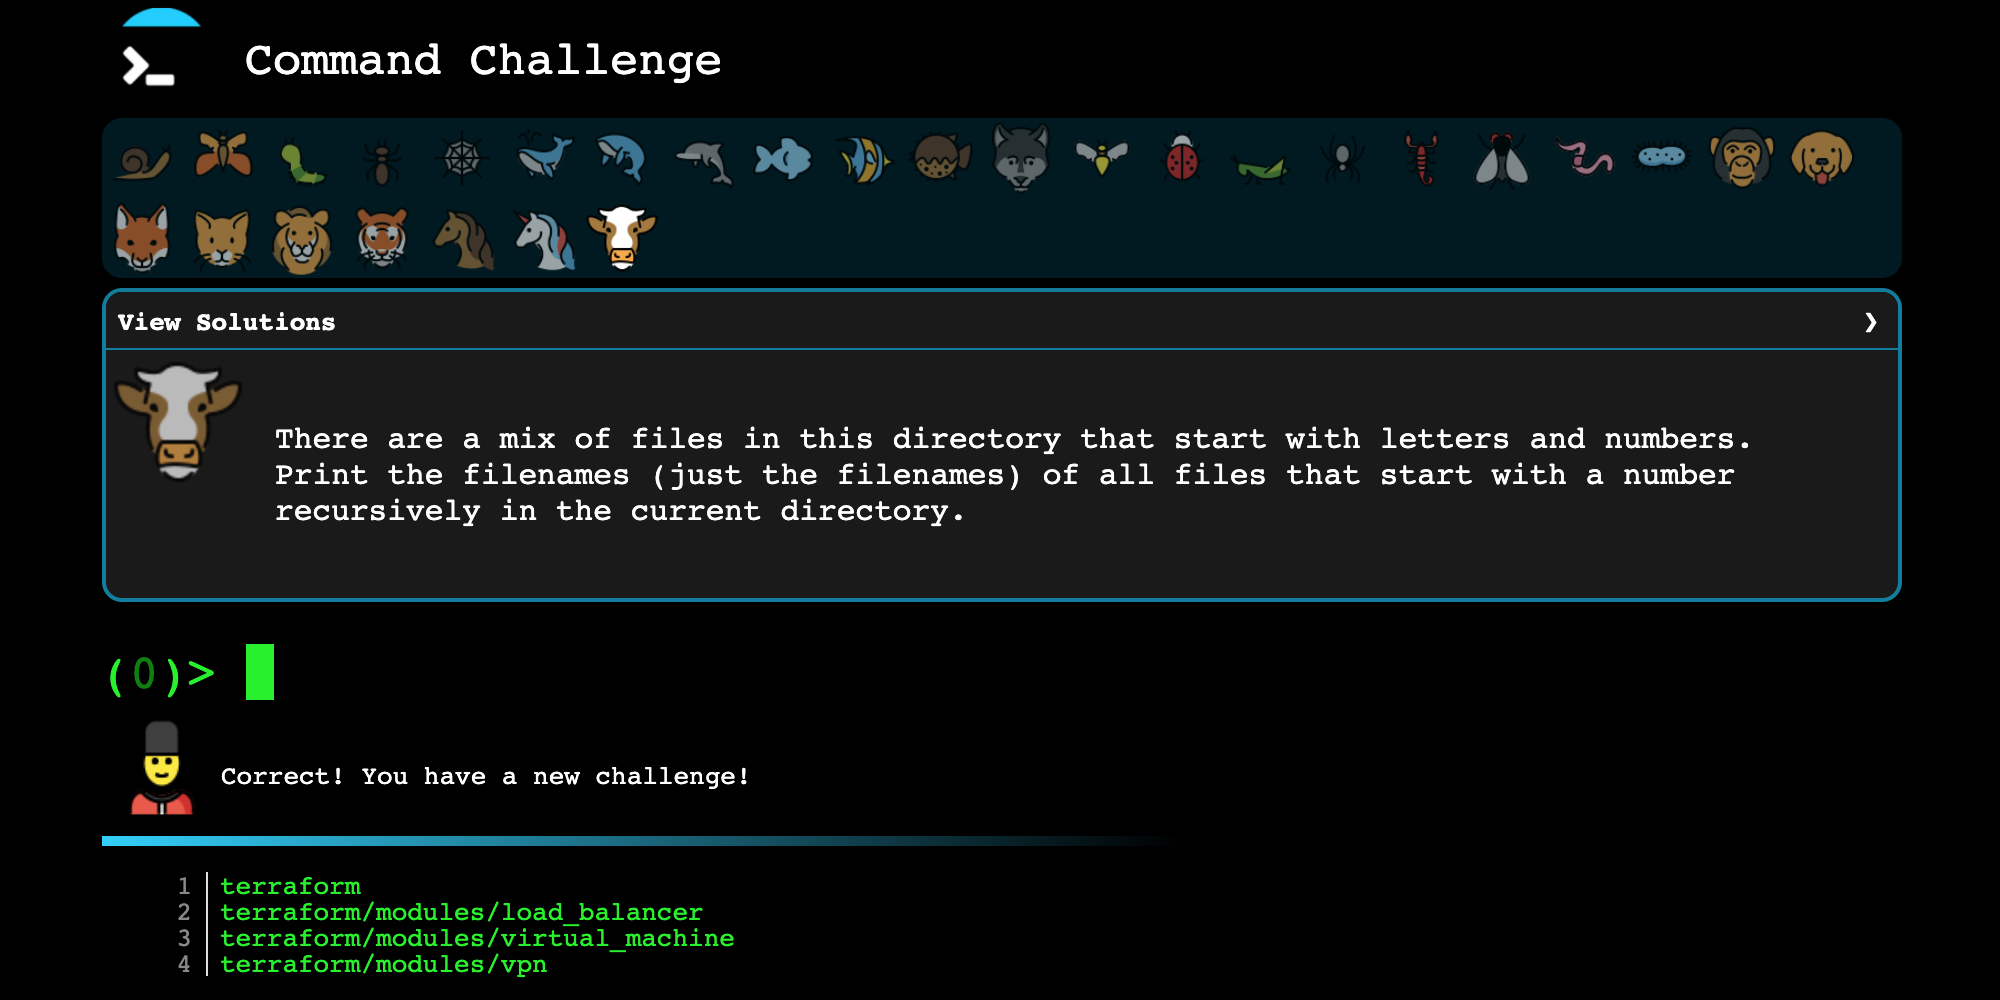 Command Challenge
View Solutions ❯
There are a mix of files in this directory that start with letters and numbers.
Print the filenames (just the filenames) of all files that start with a number
recursively in the current directory.
(0)>
Correct! You have a new challenge!
1 terraform
2 terraform/modules/load_balancer
3 terraform/modules/virtual_machine
4 terraform/modules/vpn